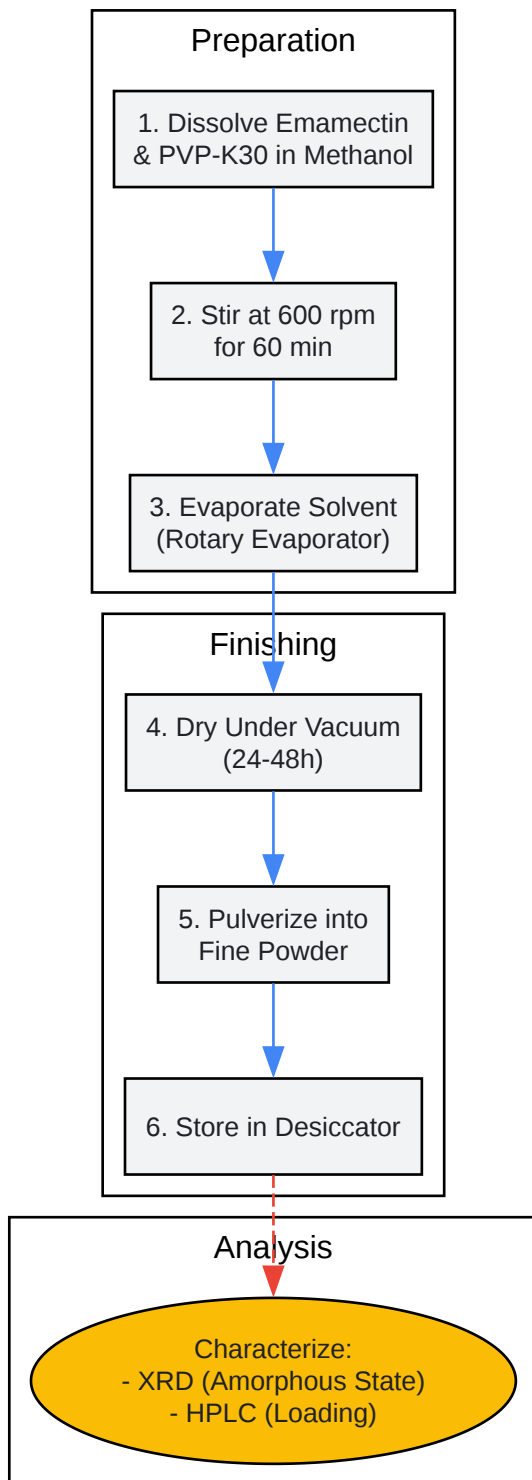 Preparation
1. Dissolve Emamectin
& PVP-K30 in Methanol
2. Stir at 600 rpm
for 60 min
3. Evaporate Solvent
(Rotary Evaporator)
Finishing
4. Dry Under Vacuum
(24-48h)
5. Pulverize into
Fine Powder
6. Store in Desiccator
Analysis
Characterize:
- XRD (Amorphous State)
- HPLC (Loading)